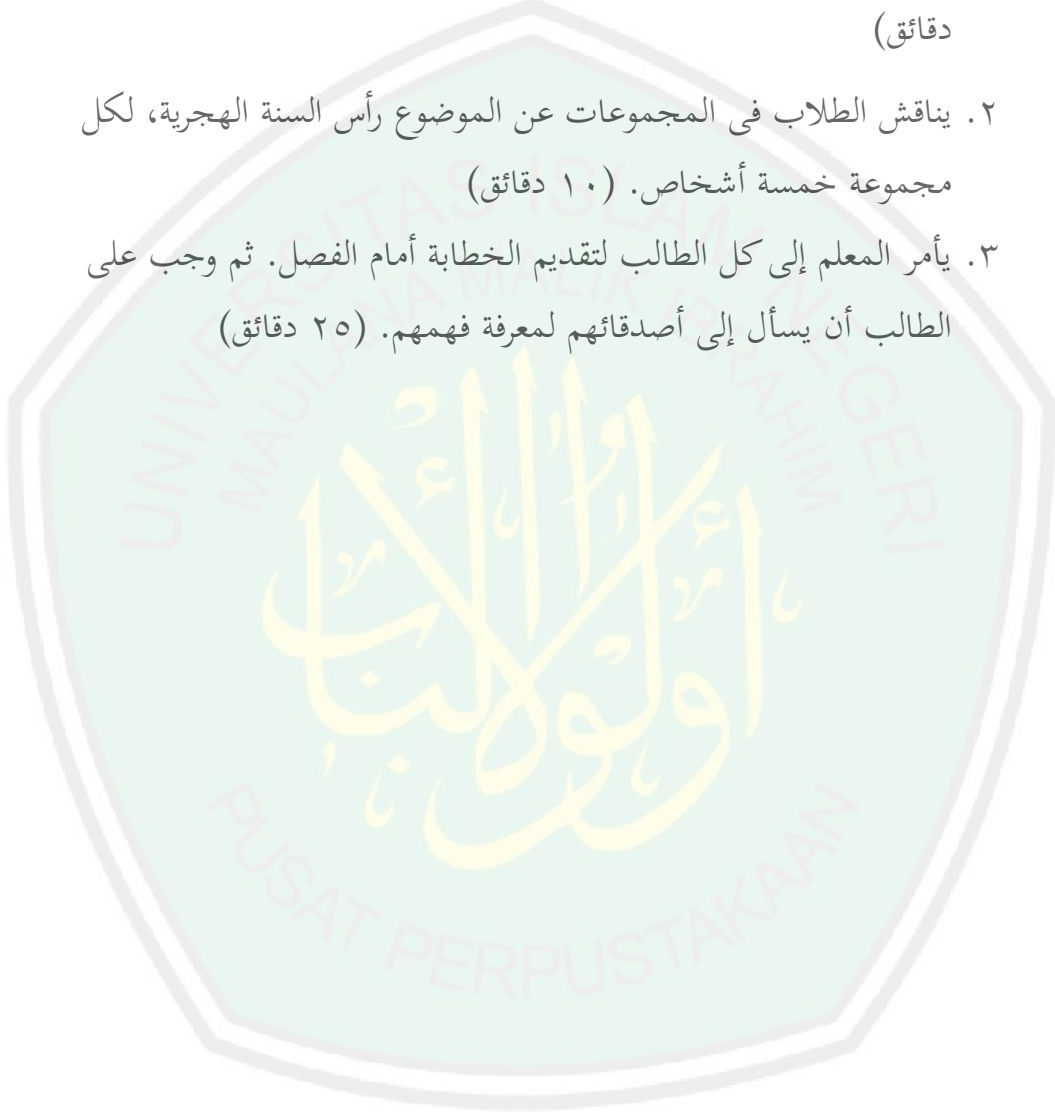 دقائق)
٢. يناقش الطلاب فى المجموعات عن الموضوع رأس السنة الهجرية، لكل
مجموعة خمسة أشخاص. (١٠ دقائق)
٣. يأمر المعلم إلى كل الطالب لتقديم الخطابة أمام الفصل. ثم وجب على
الطالب أن يسأل إلى أصدقائهم لمعرفة فهمهم. (٢٥ دقائق)
UNIVERSITAS ISLAM NEGERI
MAULANA MALIK IBRAHIM
أولوا الألباب
PUSAT PERPUSTAKAAN